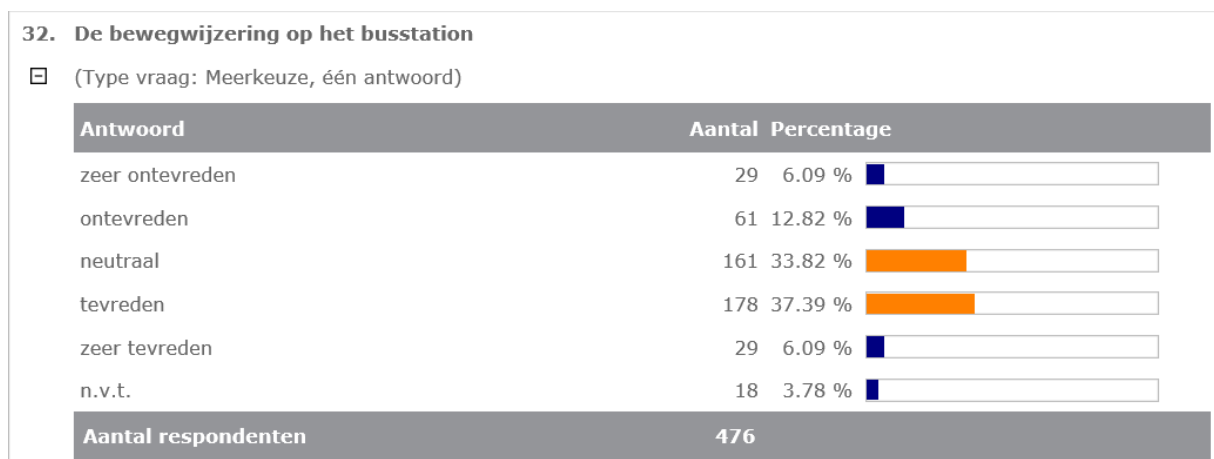 32. De bewegwijzering op het busstation
(Type vraag: Meerkeuze, één antwoord)
Antwoord Aantal Percentage
zeer ontevreden 29 6.09 %
ontevreden 61 12.82 %
neutraal 161 33.82 %
tevreden 178 37.39 %
zeer tevreden 29 6.09 %
n.v.t. 18 3.78 %
Aantal respondenten 476